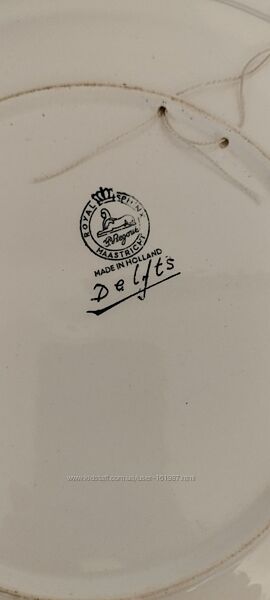 ROYAL SPHINX
P. Regout
MAASTRICHT
MADE IN HOLLAND
Delfts